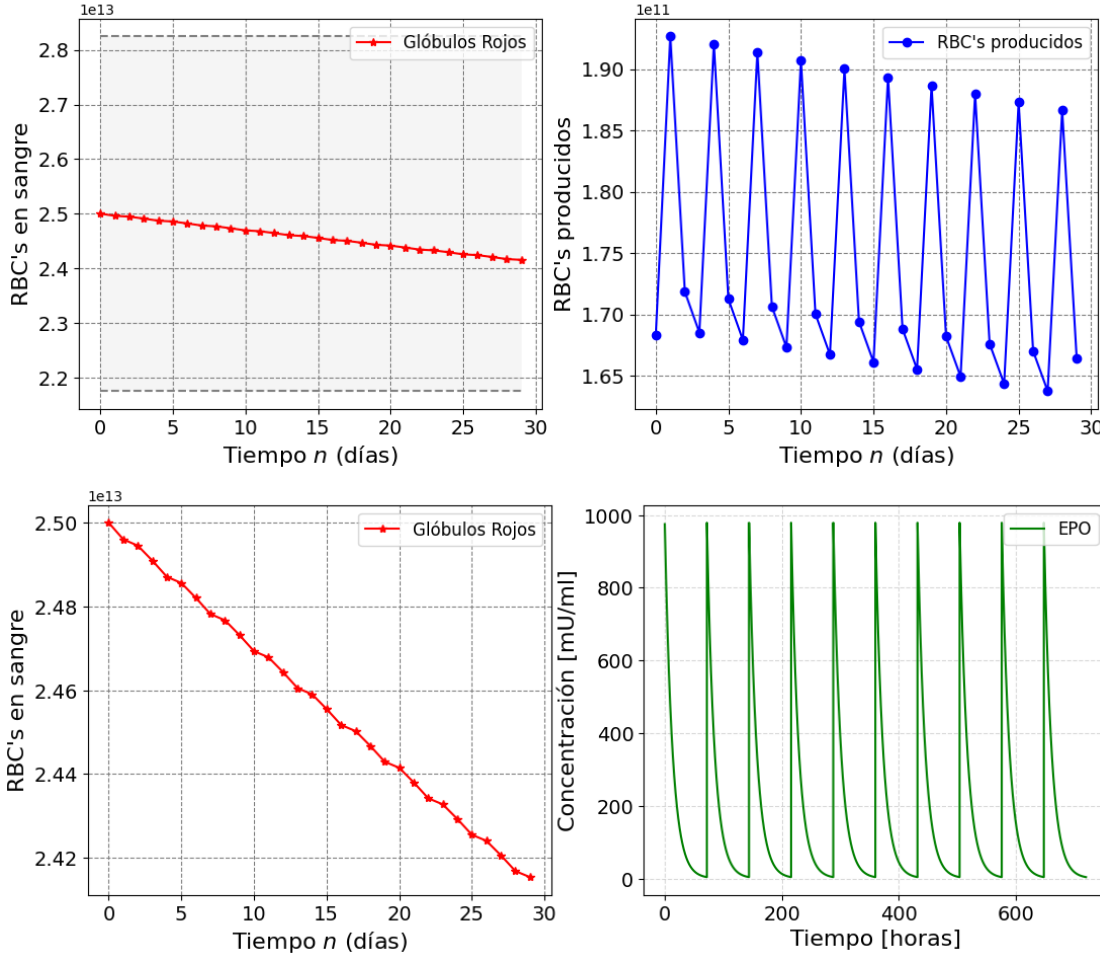 1e13
Glóbulos Rojos
RBC's en sangre
2.8
2.7
2.6
2.5
2.4
2.3
2.2
0 5 10 15 20 25 30
Tiempo n (días)
1e11
RBC's producidos
RBC's producidos
1.90
1.85
1.80
1.75
1.70
1.65
0 5 10 15 20 25 30
Tiempo n (días)
1e13
Glóbulos Rojos
RBC's en sangre
2.50
2.48
2.46
2.44
2.42
0 5 10 15 20 25 30
Tiempo n (días)
EPO
Concentración [mU/ml]
1000
800
600
400
200
0
0 200 400 600
Tiempo [horas]